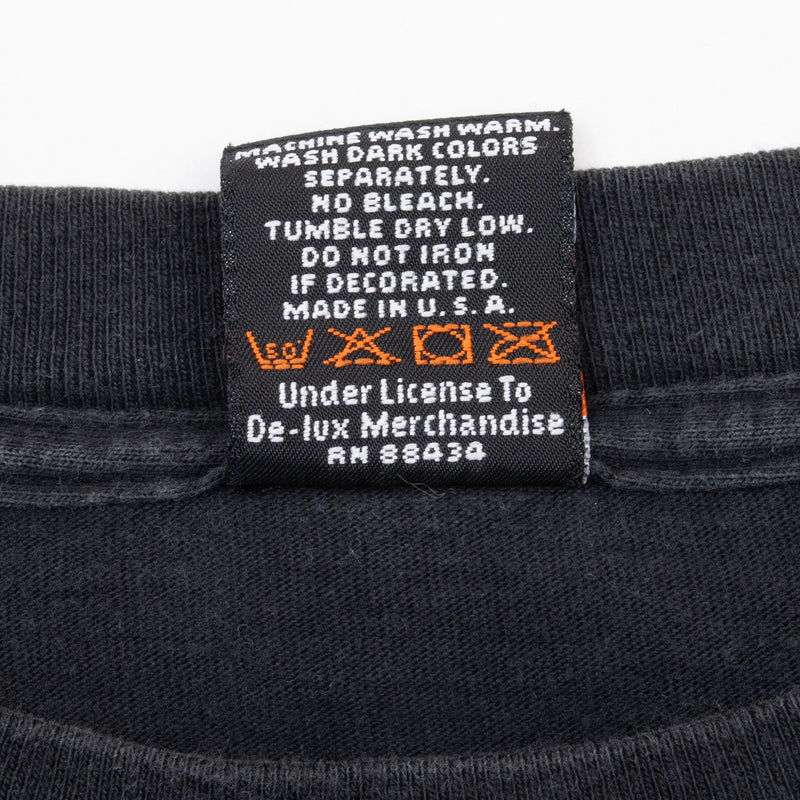 MACHINE WASH WARM.
WASH DARK COLORS
SEPARATELY.
NO BLEACH.
TUMBLE DRY LOW.
DO NOT IRON
IF DECORATED.
MADE IN U.S.A.
50
Under License To
De-lux Merchandise
RN 88434